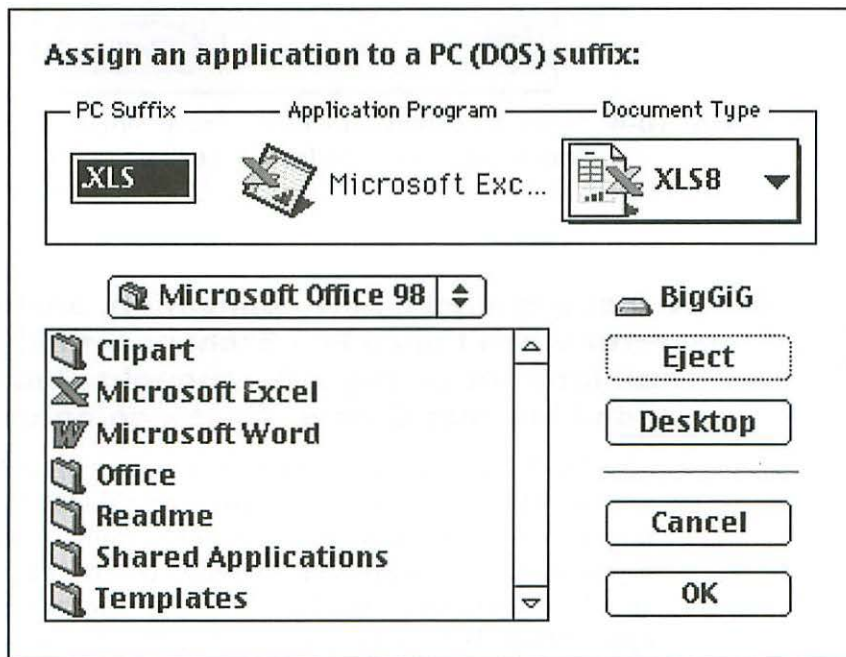 Assign an application to a PC (DOS) suffix:
PC Suffix
Application Program
Document Type
.XLS
Microsoft Exc...
XLS8
Microsoft Office 98
BigGiG
Clipart
Microsoft Excel
Microsoft Word
Office
Readme
Shared Applications
Templates
Eject
Desktop
Cancel
OK